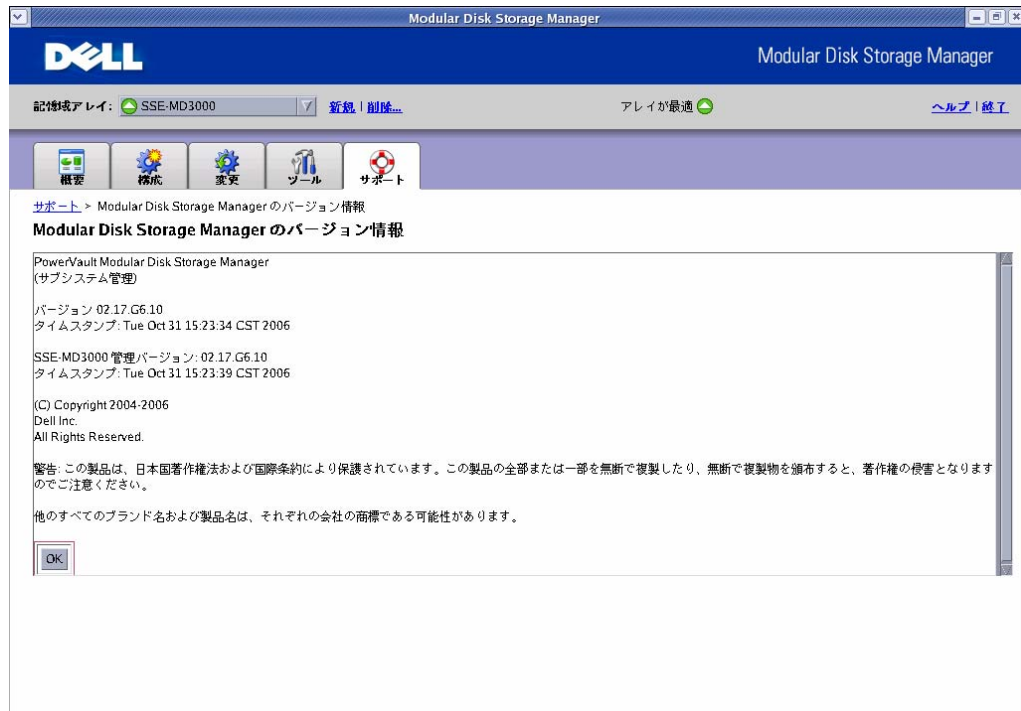 Modular Disk Storage Manager
DELL
Modular Disk Storage Manager
記憶域アレイ: SSE-MD3000 新規 | 削除... アレイが最適 ヘルプ | 終了
概要 構成 変更 ツール サポート
サポート > Modular Disk Storage Manager のバージョン情報
Modular Disk Storage Manager のバージョン情報
PowerVault Modular Disk Storage Manager
(サブシステム管理)
バージョン 02.17.G6.10
タイムスタンプ: Tue Oct 31 15:23:34 CST 2006
SSE-MD3000 管理バージョン: 02.17.G6.10
タイムスタンプ: Tue Oct 31 15:23:39 CST 2006
(C) Copyright 2004-2006
Dell Inc.
All Rights Reserved.
警告: この製品は、日本国著作権法および国際条約により保護されています。この製品の全部または一部を無断で複製したり、無断で複製物を頒布すると、著作権の侵害となります
のでご注意ください。
他のすべてのブランド名および製品名は、それぞれの会社の商標である可能性があります。
OK